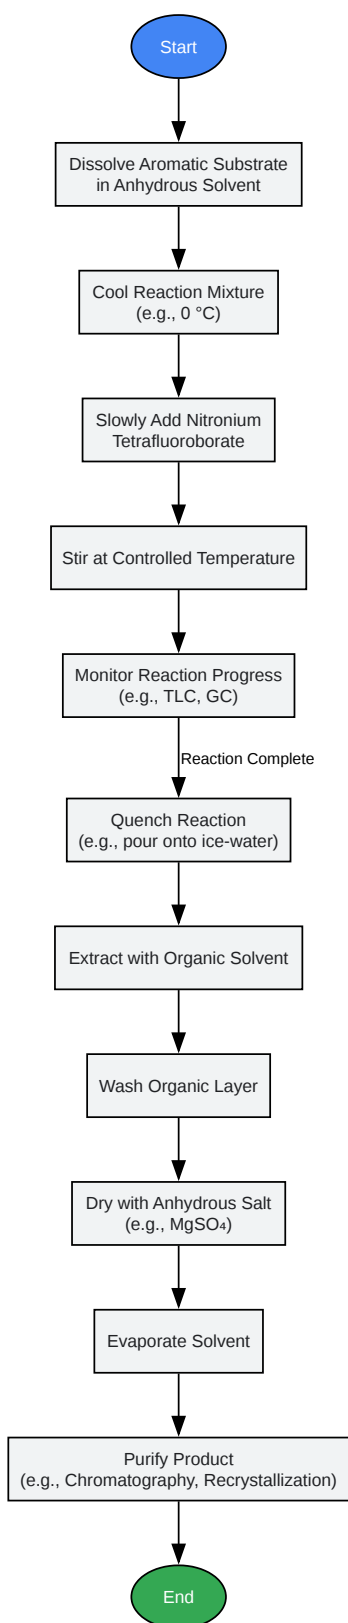 Start
Dissolve Aromatic Substrate
in Anhydrous Solvent
Cool Reaction Mixture
(e.g., 0 °C)
Slowly Add Nitronium
Tetrafluoroborate
Stir at Controlled Temperature
Monitor Reaction Progress
(e.g., TLC, GC)
Reaction Complete
Quench Reaction
(e.g., pour onto ice-water)
Extract with Organic Solvent
Wash Organic Layer
Dry with Anhydrous Salt
(e.g., MgSO₄)
Evaporate Solvent
Purify Product
(e.g., Chromatography, Recrystallization)
End